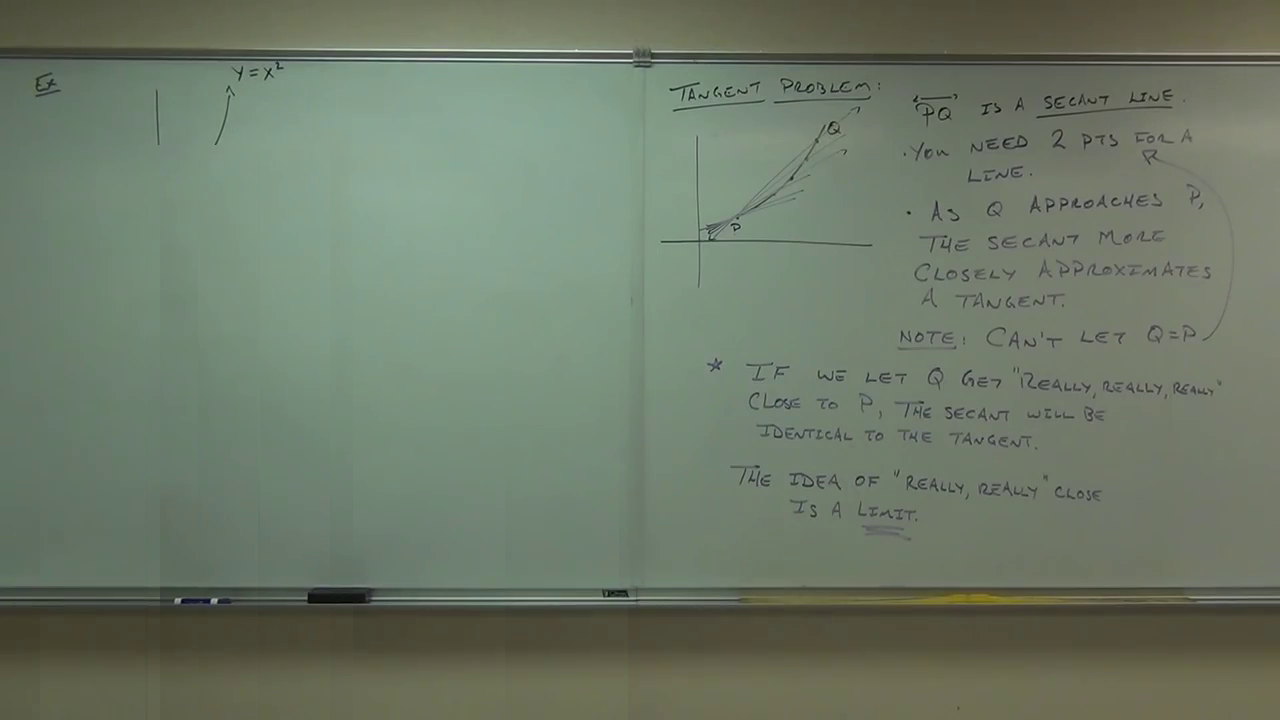 Ex
y = x²
TANGENT PROBLEM:
Q
P
PQ IS A SECANT LINE.
• YOU NEED 2 PTS FOR A
LINE.
• AS Q APPROACHES P,
THE SECANT MORE
CLOSELY APPROXIMATES
A TANGENT.
NOTE: CAN'T LET Q=P
* IF WE LET Q GET "REALLY, REALLY, REALLY"
CLOSE TO P, THE SECANT WILL BE
IDENTICAL TO THE TANGENT.
THE IDEA OF "REALLY, REALLY" CLOSE
IS A LIMIT.